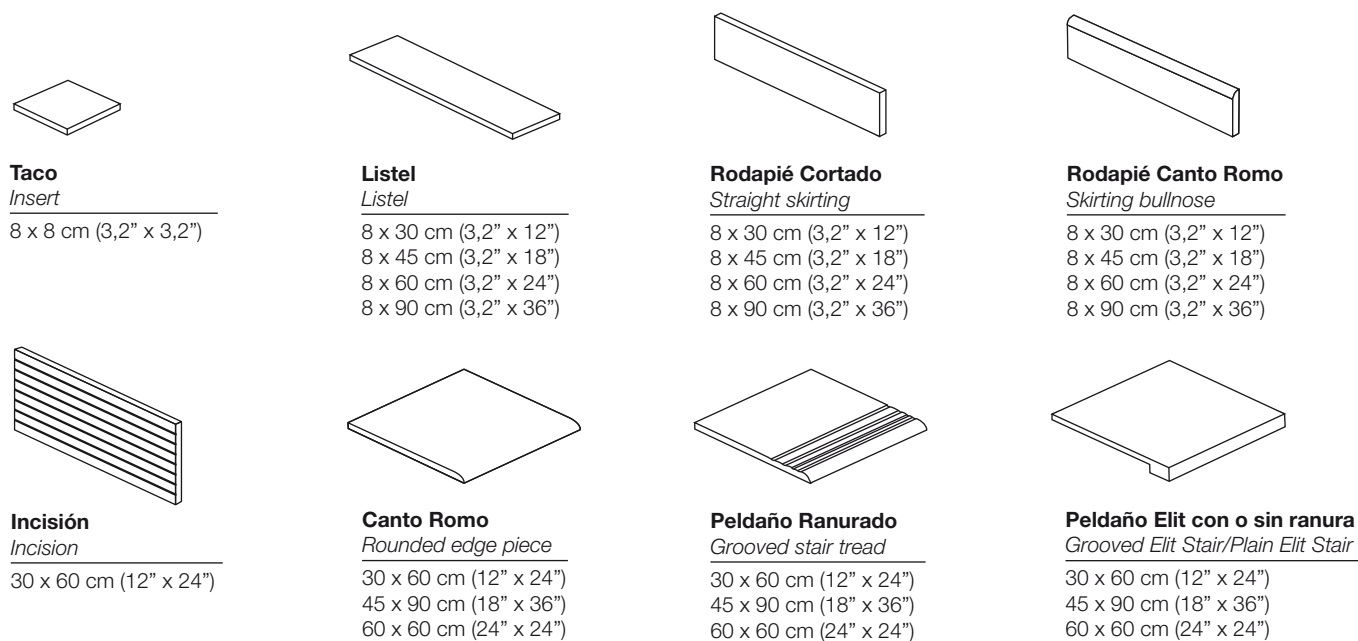 Taco
Insert
8 x 8 cm (3,2” x 3,2”)
Listel
Listel
8 x 30 cm (3,2” x 12”)
8 x 45 cm (3,2” x 18”)
8 x 60 cm (3,2” x 24”)
8 x 90 cm (3,2” x 36”)
Rodapié Cortado
Straight skirting
8 x 30 cm (3,2” x 12”)
8 x 45 cm (3,2” x 18”)
8 x 60 cm (3,2” x 24”)
8 x 90 cm (3,2” x 36”)
Rodapié Canto Romo
Skirting bullnose
8 x 30 cm (3,2” x 12”)
8 x 45 cm (3,2” x 18”)
8 x 60 cm (3,2” x 24”)
8 x 90 cm (3,2” x 36”)
Incisión
Incision
30 x 60 cm (12” x 24”)
Canto Romo
Rounded edge piece
30 x 60 cm (12” x 24”)
45 x 90 cm (18” x 36”)
60 x 60 cm (24” x 24”)
Peldaño Ranurado
Grooved stair tread
30 x 60 cm (12” x 24”)
45 x 90 cm (18” x 36”)
60 x 60 cm (24” x 24”)
Peldaño Elit con o sin ranura
Grooved Elit Stair/Plain Elit Stair
30 x 60 cm (12” x 24”)
45 x 90 cm (18” x 36”)
60 x 60 cm (24” x 24”)